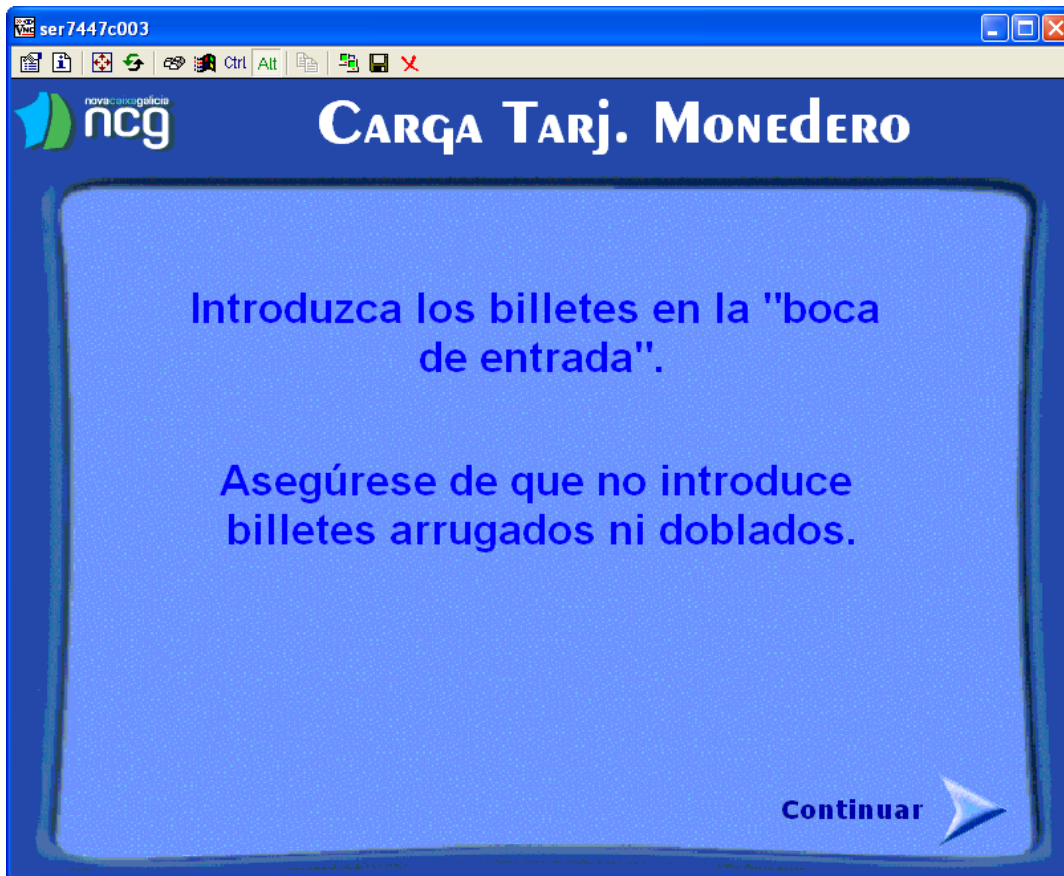 ser7447c003
Ctrl Alt
novacaixagalicia
ncg
Carga Tarj. Monedero
Introduzca los billetes en la "boca
de entrada".
Asegúrese de que no introduce
billetes arrugados ni doblados.
Continuar